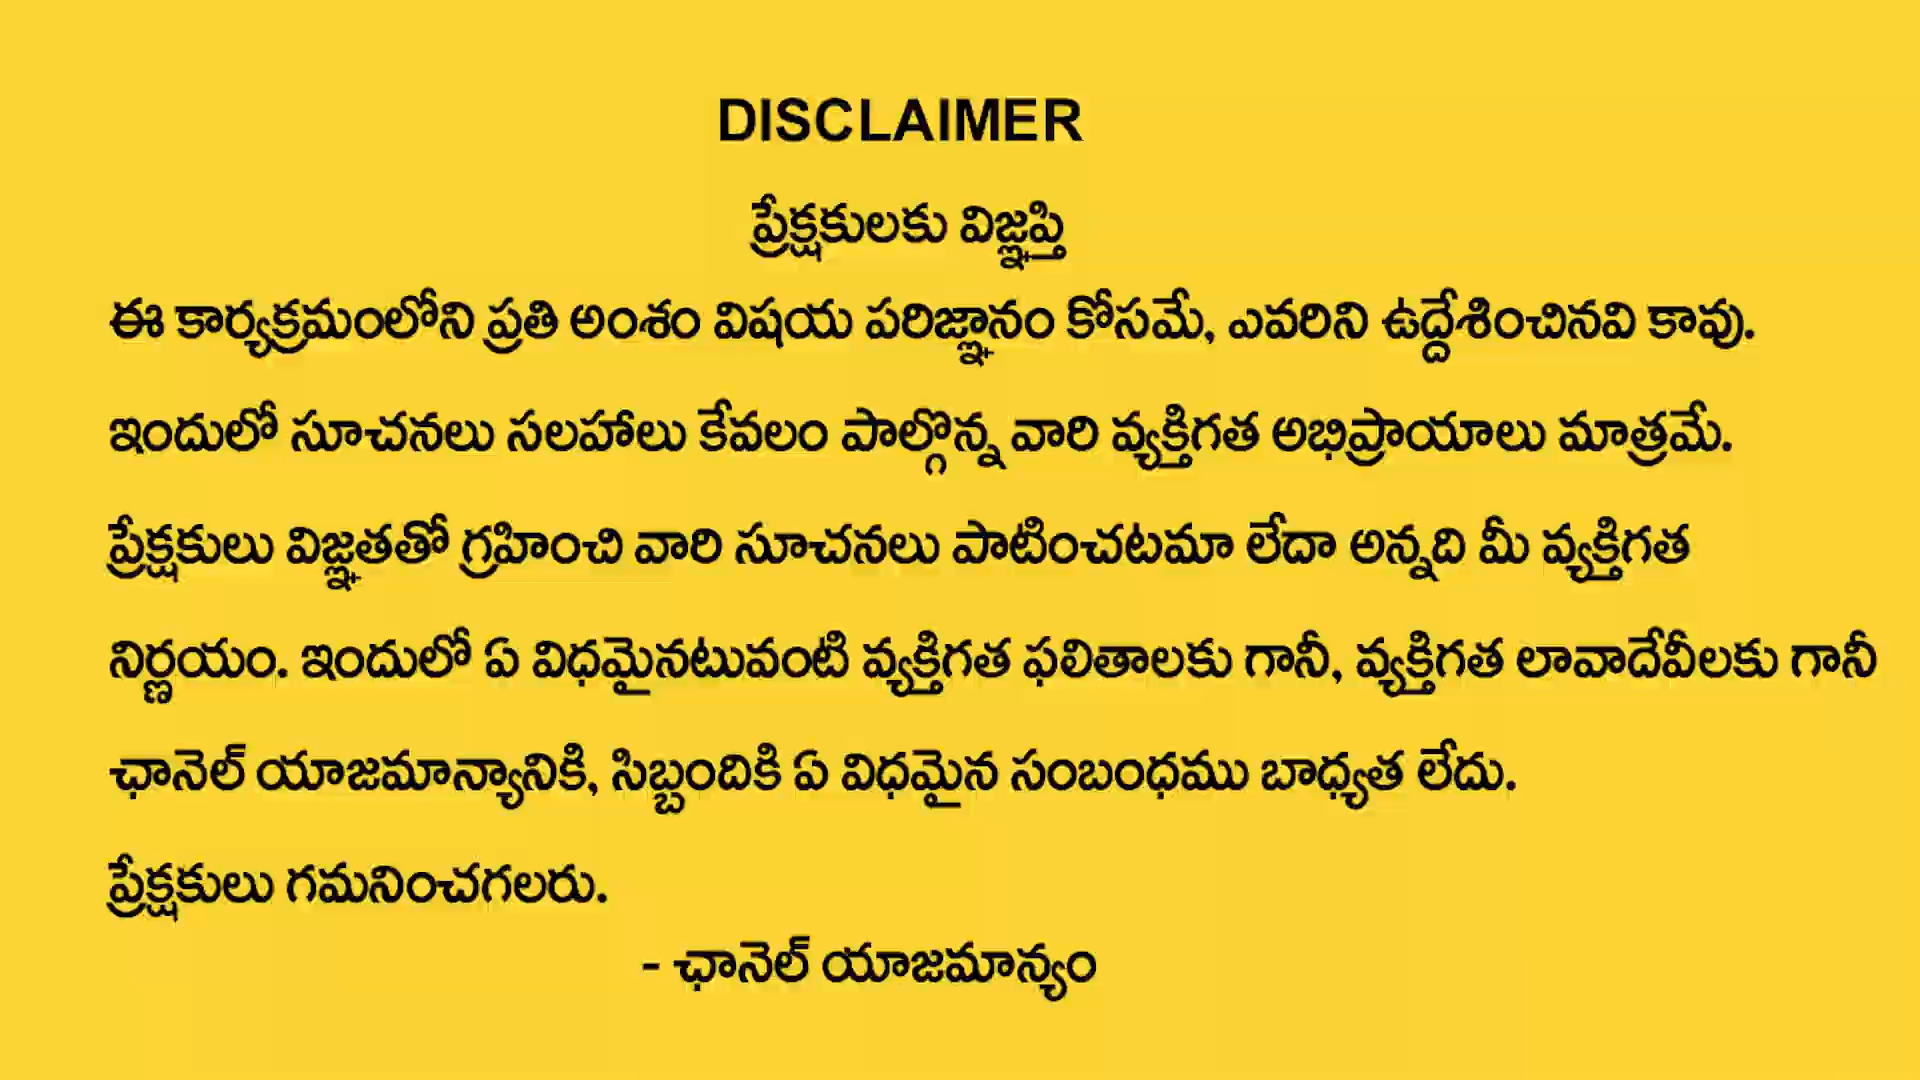 DISCLAIMER
ప్రేక్షకులకు విజ్ఞప్తి
ఈ కార్యక్రమంలోని ప్రతి అంశం విషయ పరిజ్ఞానం కోసమే, ఎవరిని ఉద్దేశించినవి కావు.
ఇందులో సూచనలు సలహాలు కేవలం పాల్గొన్న వారి వ్యక్తిగత అభిప్రాయాలు మాత్రమే.
ప్రేక్షకులు విజ్ఞతతో గ్రహించి వారి సూచనలు పాటించటమా లేదా అన్నది మీ వ్యక్తిగత
నిర్ణయం. ఇందులో ఏ విధమైనటువంటి వ్యక్తిగత ఫలితాలకు గానీ, వ్యక్తిగత లావాదేవీలకు గానీ
ఛానెల్ యాజమాన్యానికి, సిబ్బందికి ఏ విధమైన సంబంధము బాధ్యత లేదు.
ప్రేక్షకులు గమనించగలరు.
- ఛానెల్ యాజమాన్యం